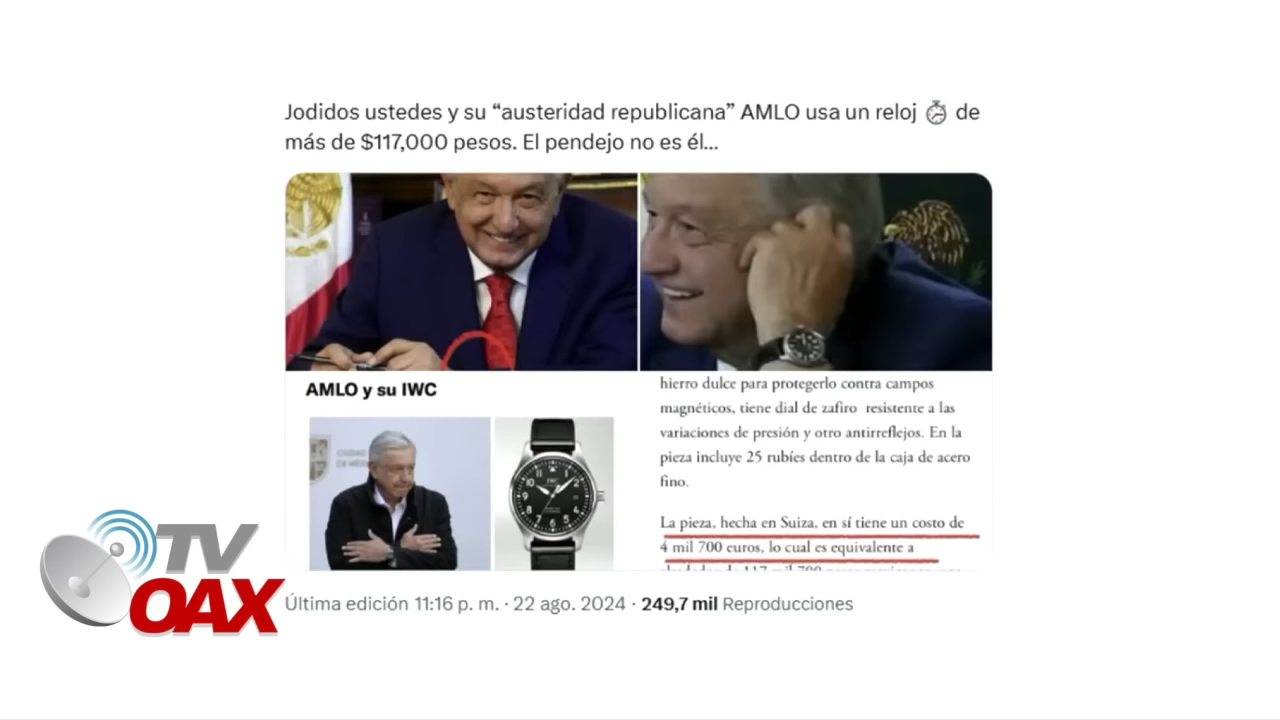 Jodidos ustedes y su “austeridad republicana” AMLO usa un reloj ⏱ de
más de $117,000 pesos. El pendejo no es él...
AMLO y su IWC
CIUDAD
DE MÉXICO
IWC
hierro dulce para protegerlo contra campos
magnéticos, tiene dial de zafiro resistente a las
variaciones de presión y otro antirreflejos. En la
pieza incluye 25 rubíes dentro de la caja de acero
fino.
La pieza, hecha en Suiza, en sí tiene un costo de
4 mil 700 euros, lo cual es equivalente a
TV
OAX
Última edición 11:16 p. m. · 22 ago. 2024 · 249,7 mil Reproducciones